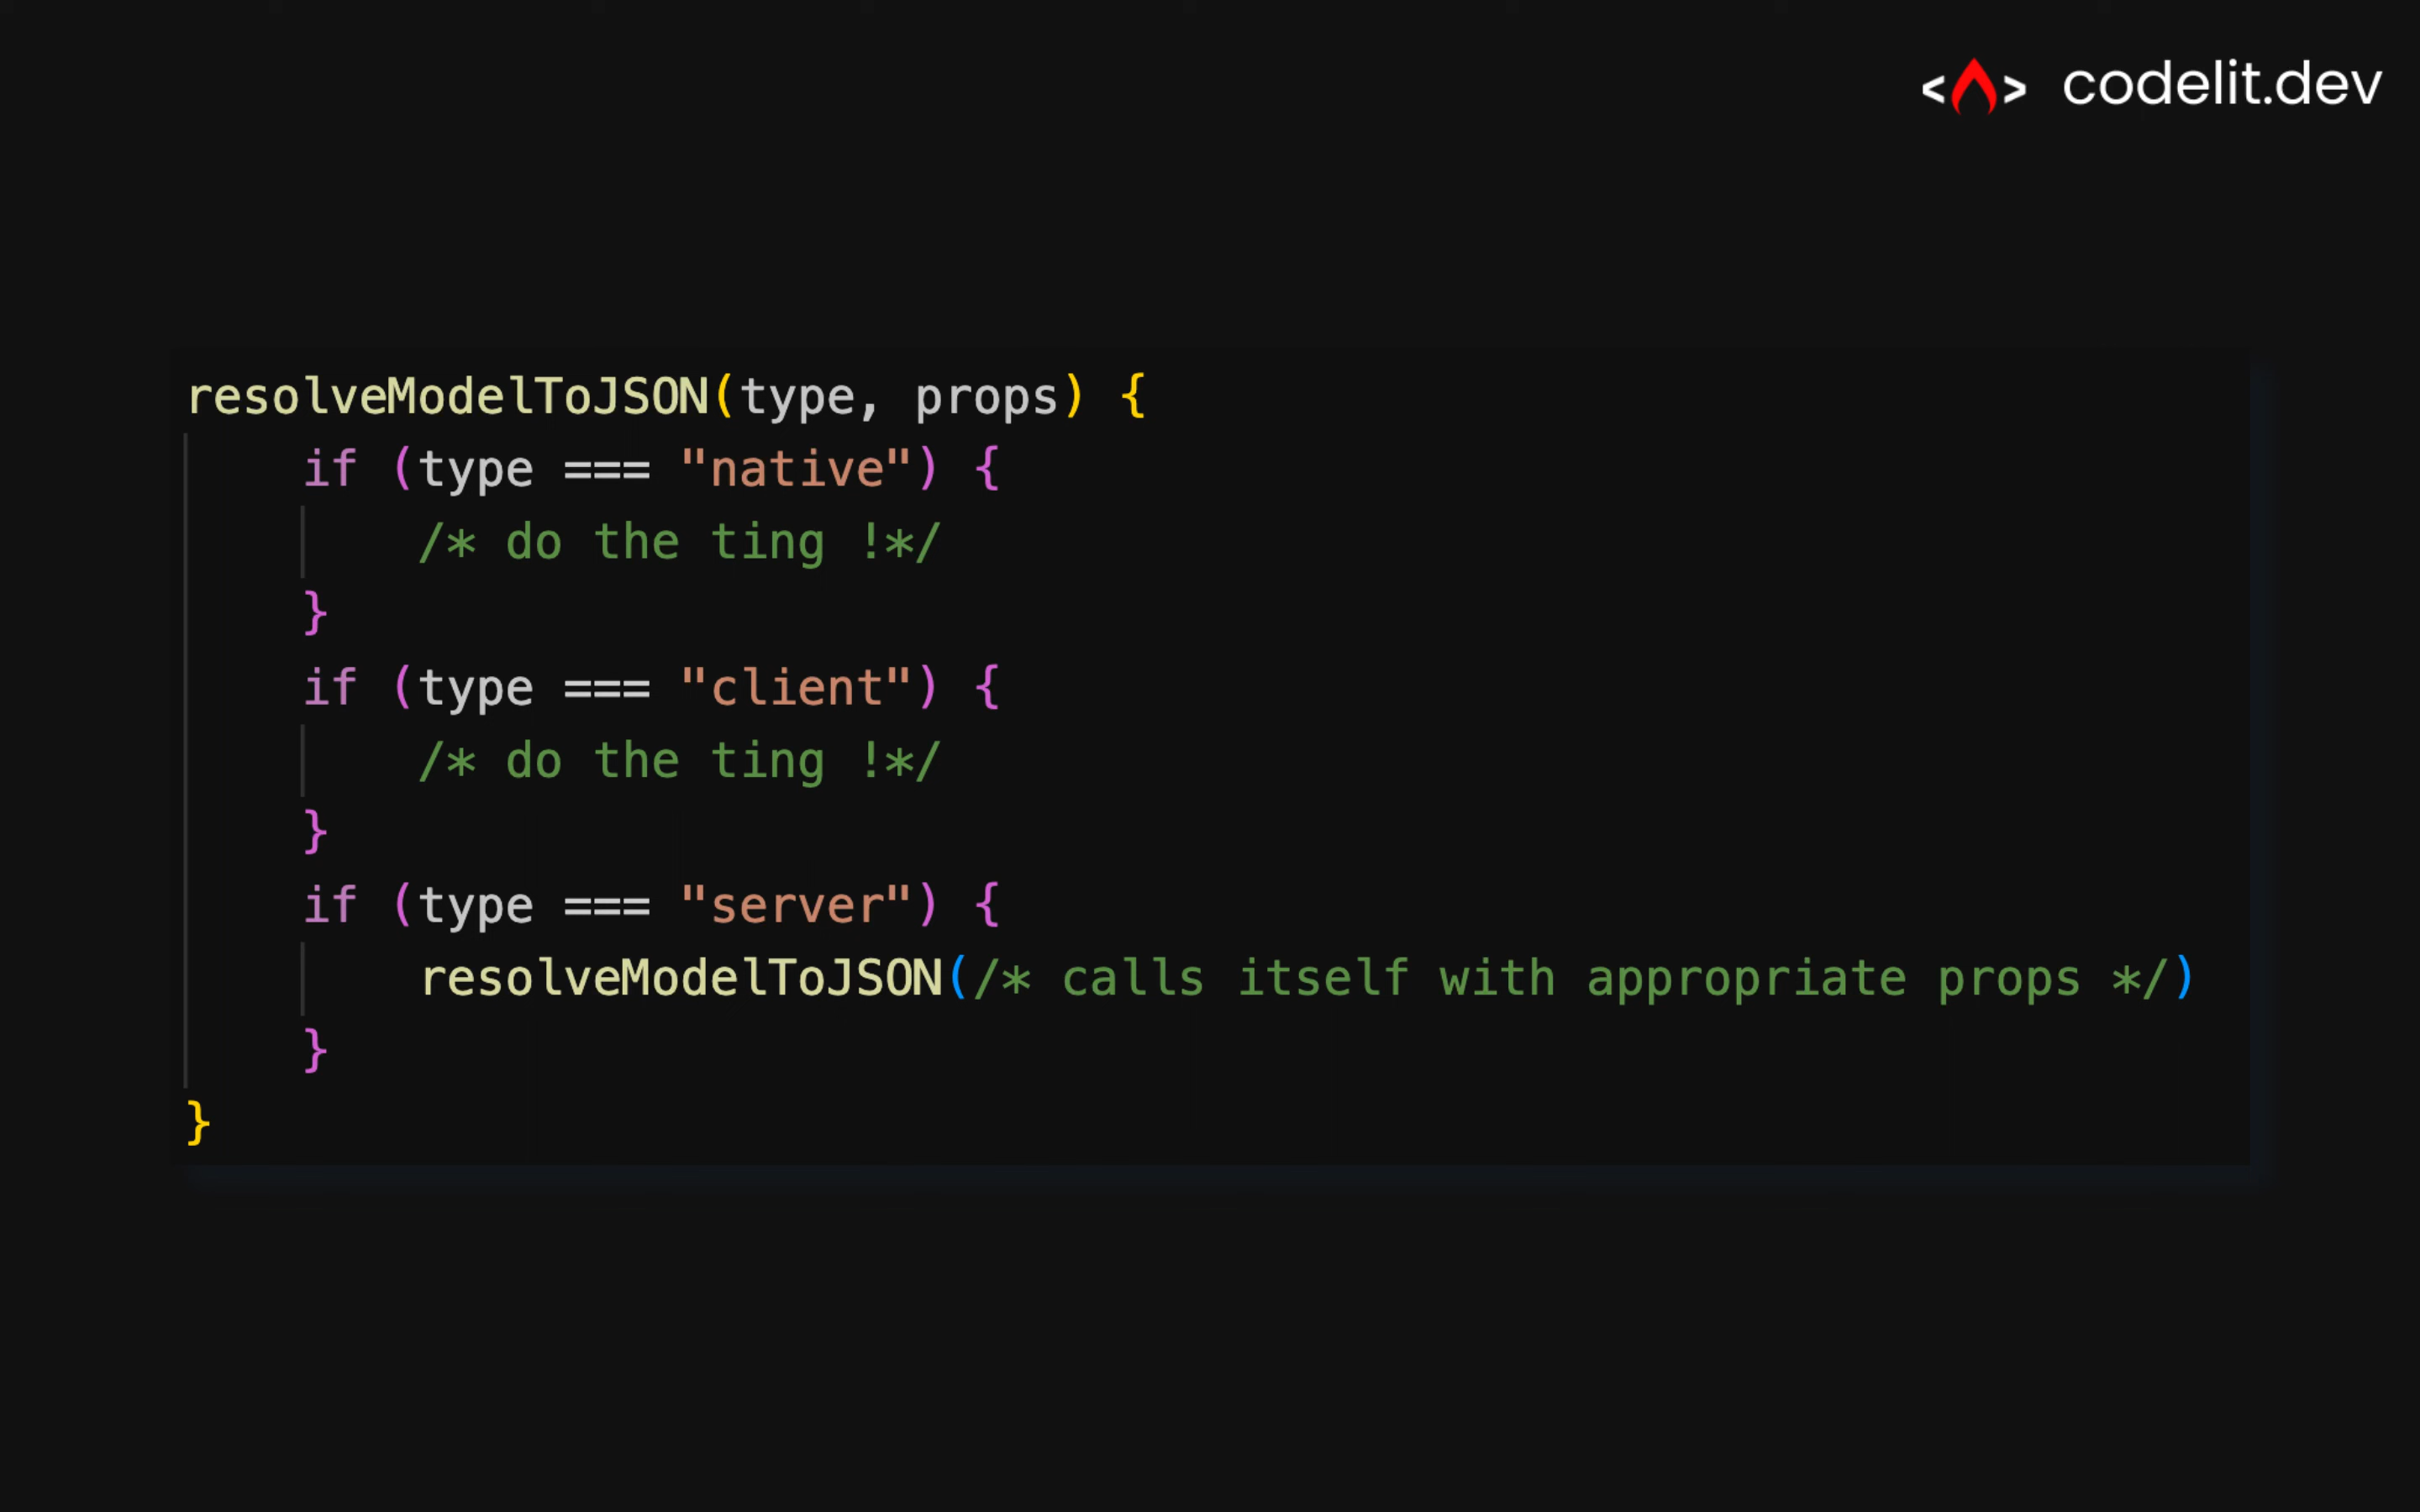 <> codelit.dev
resolveModelToJSON(type, props) {
    if (type === "native") {
        /* do the ting !*/
    }
    if (type === "client") {
        /* do the ting !*/
    }
    if (type === "server") {
        resolveModelToJSON(/* calls itself with appropriate props */)
    }
}